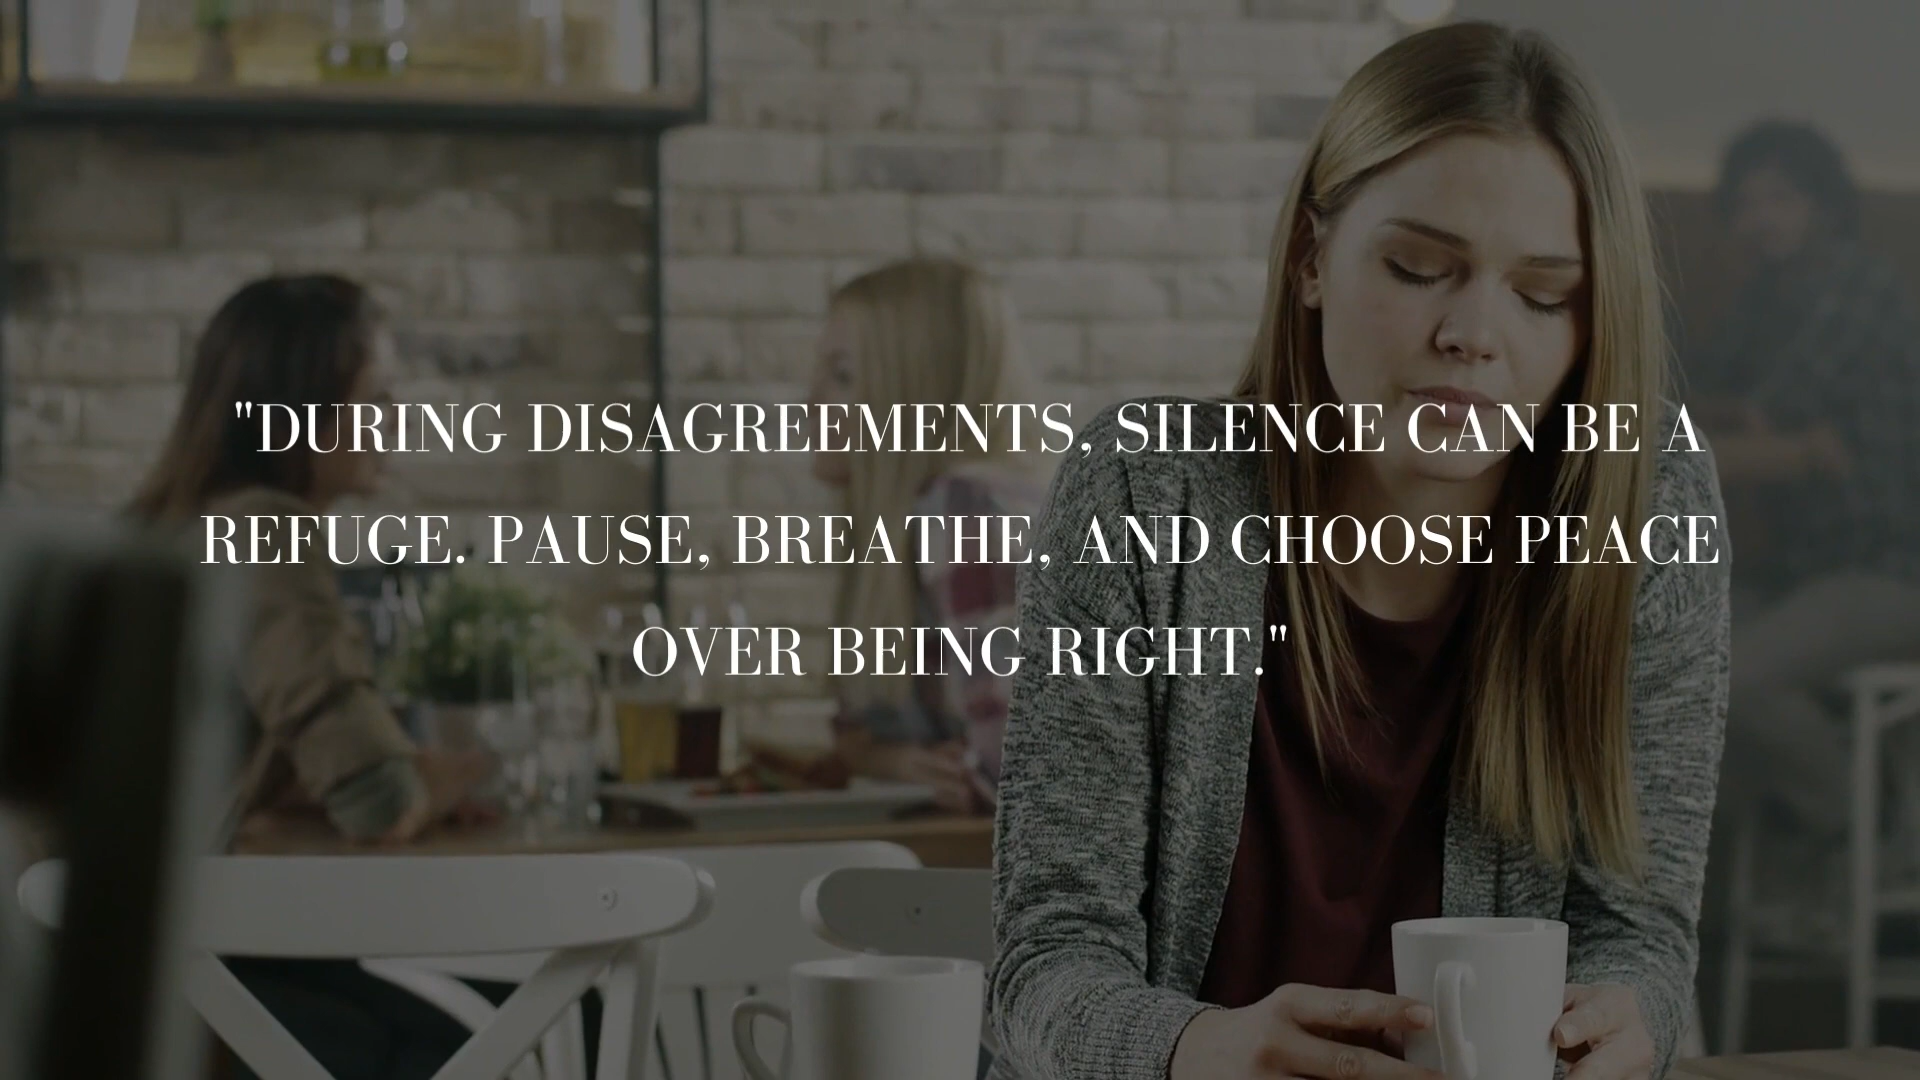 "DURING DISAGREEMENTS, SILENCE CAN BE A
REFUGE. PAUSE, BREATHE, AND CHOOSE PEACE
OVER BEING RIGHT."